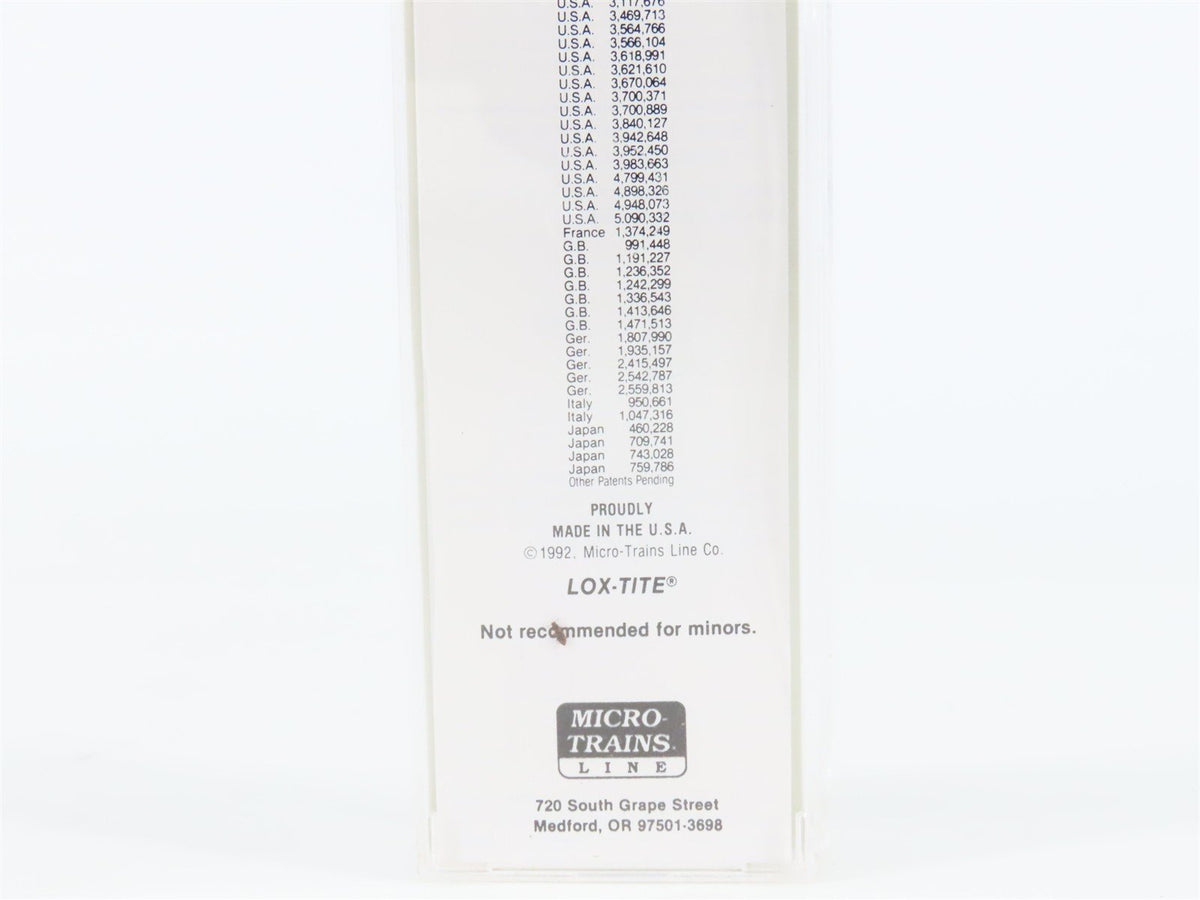 U.S.A. 3,117,676
U.S.A. 3,469,713
U.S.A. 3,564,766
U.S.A. 3,566,104
U.S.A. 3,618,991
U.S.A. 3,621,610
U.S.A. 3,670,064
U.S.A. 3,700,371
U.S.A. 3,700,889
U.S.A. 3,840,127
U.S.A. 3,942,648
U.S.A. 3,952,450
U.S.A. 3,983,663
U.S.A. 4,799,431
U.S.A. 4,898,326
U.S.A. 4,948,073
U.S.A. 5,090,332
France 1,374,249
G.B. 991,448
G.B. 1,191,227
G.B. 1,236,352
G.B. 1,242,299
G.B. 1,336,543
G.B. 1,413,646
G.B. 1,471,513
Ger. 1,807,990
Ger. 1,935,157
Ger. 2,415,497
Ger. 2,542,787
Ger. 2,559,813
Italy 950,661
Italy 1,047,316
Japan 460,228
Japan 709,741
Japan 743,028
Japan 759,786
Other Patents Pending
PROUDLY
MADE IN THE U.S.A.
©1992, Micro-Trains Line Co.
LOX-TITE®
Not recommended for minors.
MICRO-
TRAINS
LINE
720 South Grape Street
Medford, OR 97501-3698